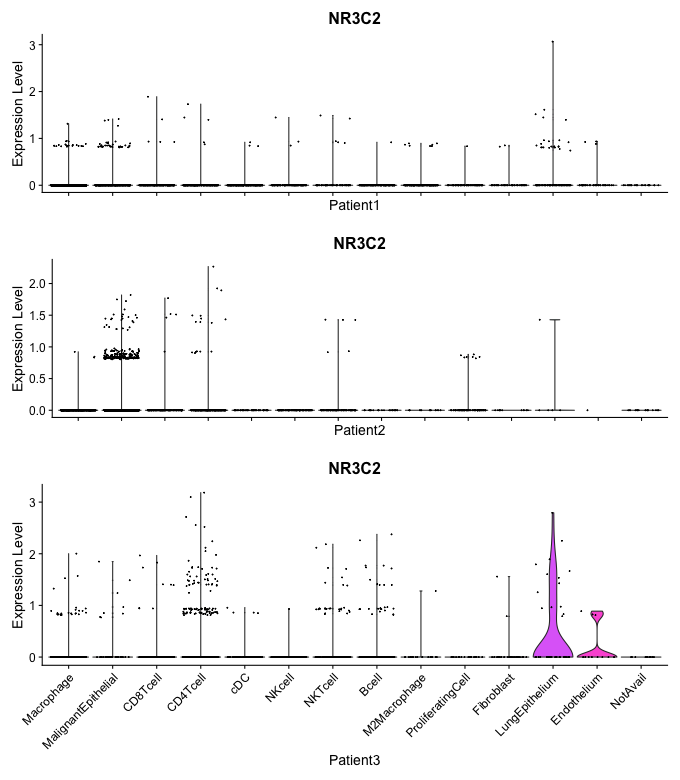 NR3C2
Expression Level
3
2
1
0
Patient1
NR3C2
Expression Level
2.0
1.5
1.0
0.5
0.0
Patient2
NR3C2
Expression Level
3
2
1
0
Macrophage
MalignantEpithelial
CD8Tcell
CD4Tcell
cDC
NKcell
NKTcell
Bcell
M2Macrophage
ProliferatingCell
Fibroblast
LungEpithelium
Endothelium
NotAvail
Patient3